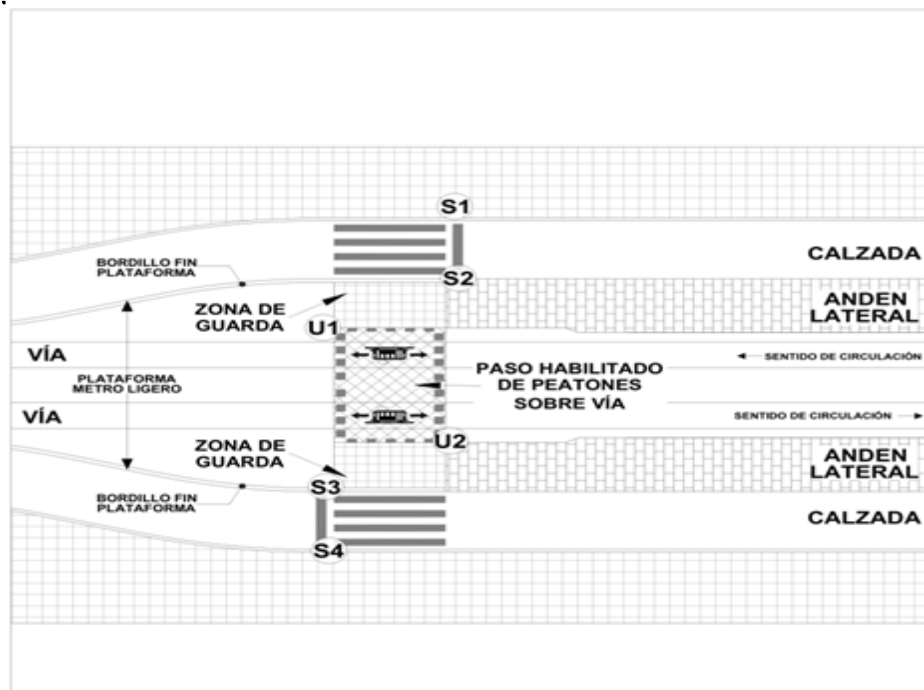 S1
CALZADA
BORDILLO FIN
PLATAFORMA
S2
ZONA DE
GUARDA
ANDEN
LATERAL
U1
VÍA
SENTIDO DE CIRCULACIÓN
PLATAFORMA
METRO LIGERO
PASO HABILITADO
DE PEATONES
SOBRE VÍA
VÍA
SENTIDO DE CIRCULACIÓN
U2
ZONA DE
GUARDA
ANDEN
LATERAL
S3
BORDILLO FIN
PLATAFORMA
CALZADA
S4